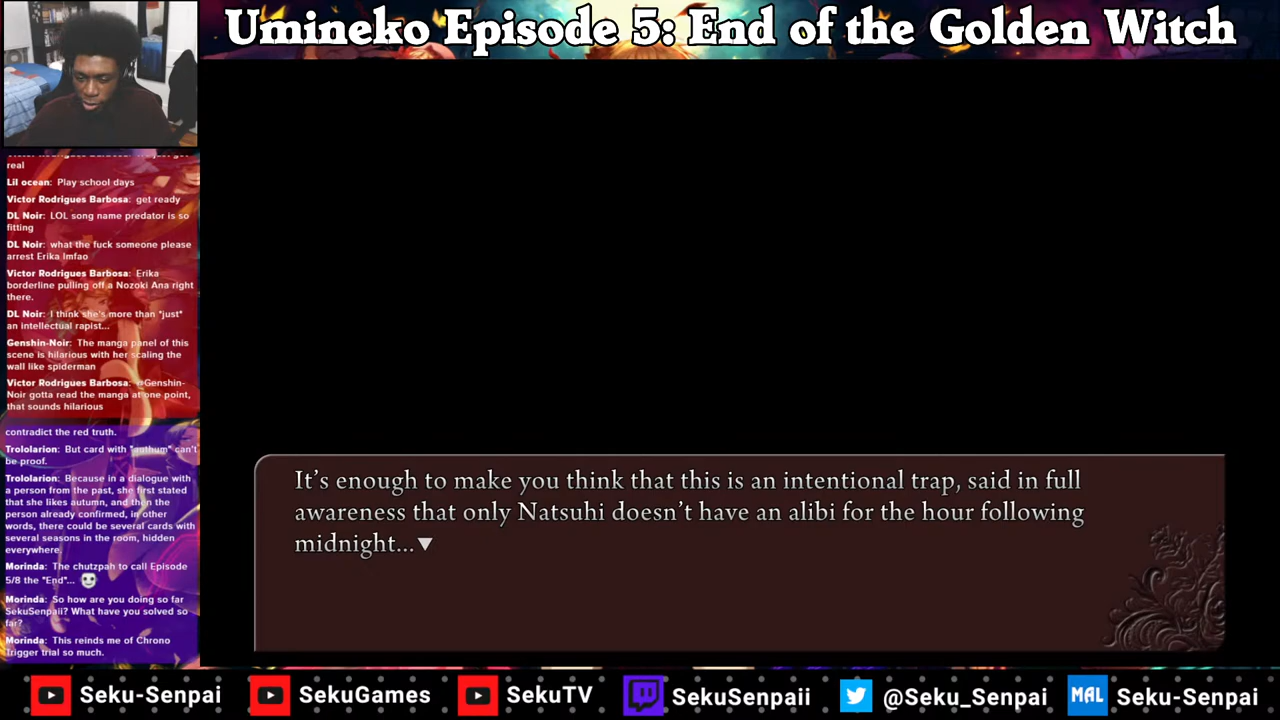 Umineko Episode 5: End of the Golden Witch
real
Lil ocean: Play school days
Victor Rodrigues Barbosa: get ready
DL Noir: LOL song name predator is so
fitting
DL Noir: what the fuck someone please
arrest Erika lmfao
Victor Rodrigues Barbosa: Erika
borderline pulling off a Nozoki Ana right
there.
DL Noir: I think she's more than *just*
an intellectual rapist...
Genshin-Noir: The manga panel of this
scene is hilarious with her scaling the
wall like spiderman
Victor Rodrigues Barbosa: @Genshin-
Noir gotta read the manga at one point,
that sounds hilarious
contradict the red truth.
Trololarion: But card with "authum" can't
be proof.
Trololarion: Because in a dialogue with
a person from the past, she first stated
that she likes autumn, and then the
person already confirmed, in other
words, there could be several cards with
several seasons in the room, hidden
everywhere.
Morinda: The chutzpah to call Episode
5/8 the "End"...
Morinda: So how are you doing so far
SekuSenpaii? What have you solved so
far?
Morinda: This reinds me of Chrono
Trigger trial so much.
It's enough to make you think that this is an intentional trap, said in full
awareness that only Natsuhi doesn't have an alibi for the hour following
midnight...
Seku-Senpai SekuGames SekuTV SekuSenpaii @Seku_Senpai MAL Seku-Senpai